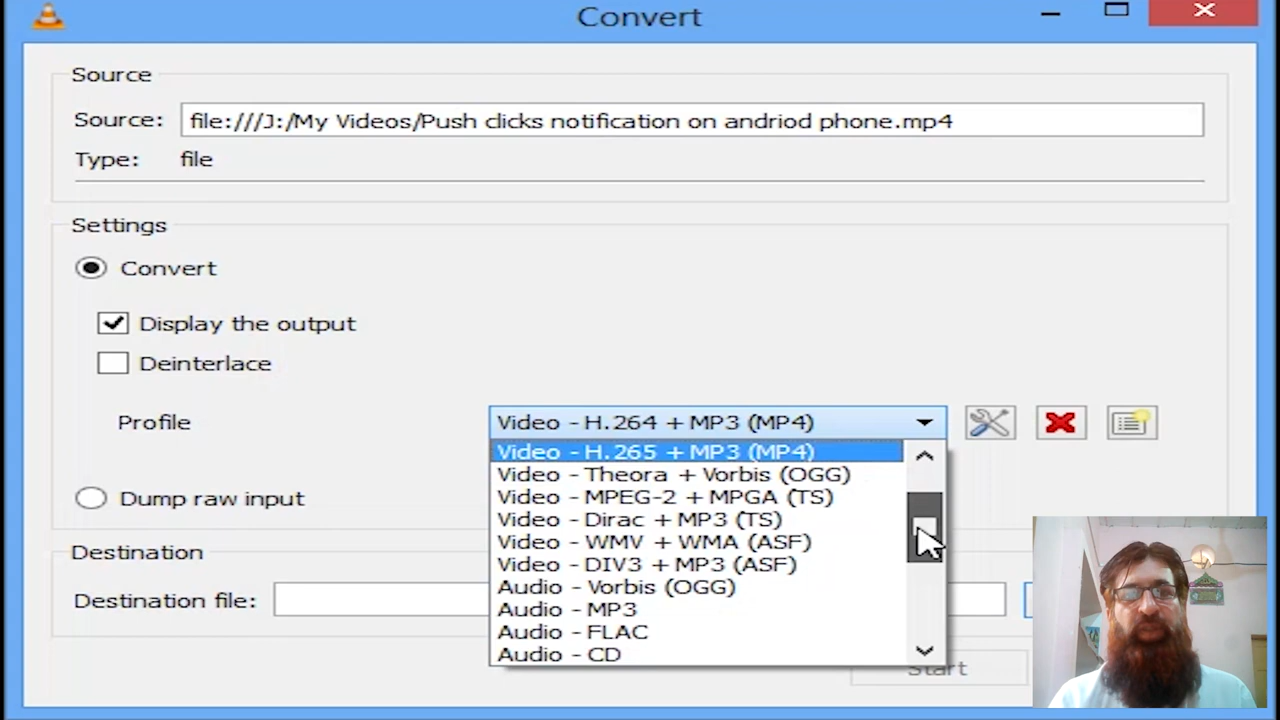 Convert
Source
Source: file:///J:/My Videos/Push clicks notification on andriod phone.mp4
Type: file
Settings
Convert
Display the output
Deinterlace
Profile
Video - H.264 + MP3 (MP4)
Video - H.265 + MP3 (MP4)
Video - Theora + Vorbis (OGG)
Video - MPEG-2 + MPGA (TS)
Video - Dirac + MP3 (TS)
Video - WMV + WMA (ASF)
Video - DIV3 + MP3 (ASF)
Audio - Vorbis (OGG)
Audio - MP3
Audio - FLAC
Audio - CD
Dump raw input
Destination
Destination file:
Start